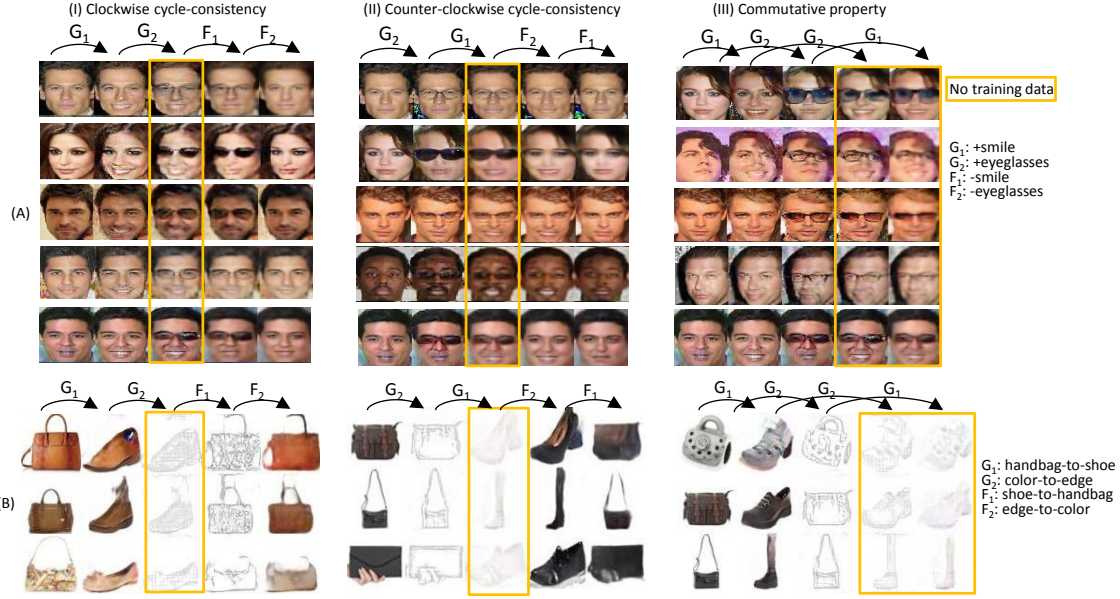 (I) Clockwise cycle-consistency
(II) Counter-clockwise cycle-consistency
(III) Commutative property
G₁ G₂ F₁ F₂
G₂ G₁ F₂ F₁
G₁ G₂ G₂ G₁
No training data
G₁: +smile
G₂: +eyeglasses
F₁: -smile
F₂: -eyeglasses
(A)
G₁ G₂ F₁ F₂
G₂ G₁ F₂ F₁
G₁ G₂ G₂ G₁
G₁: handbag-to-shoe
G₂: color-to-edge
F₁: shoe-to-handbag
F₂: edge-to-color
(B)